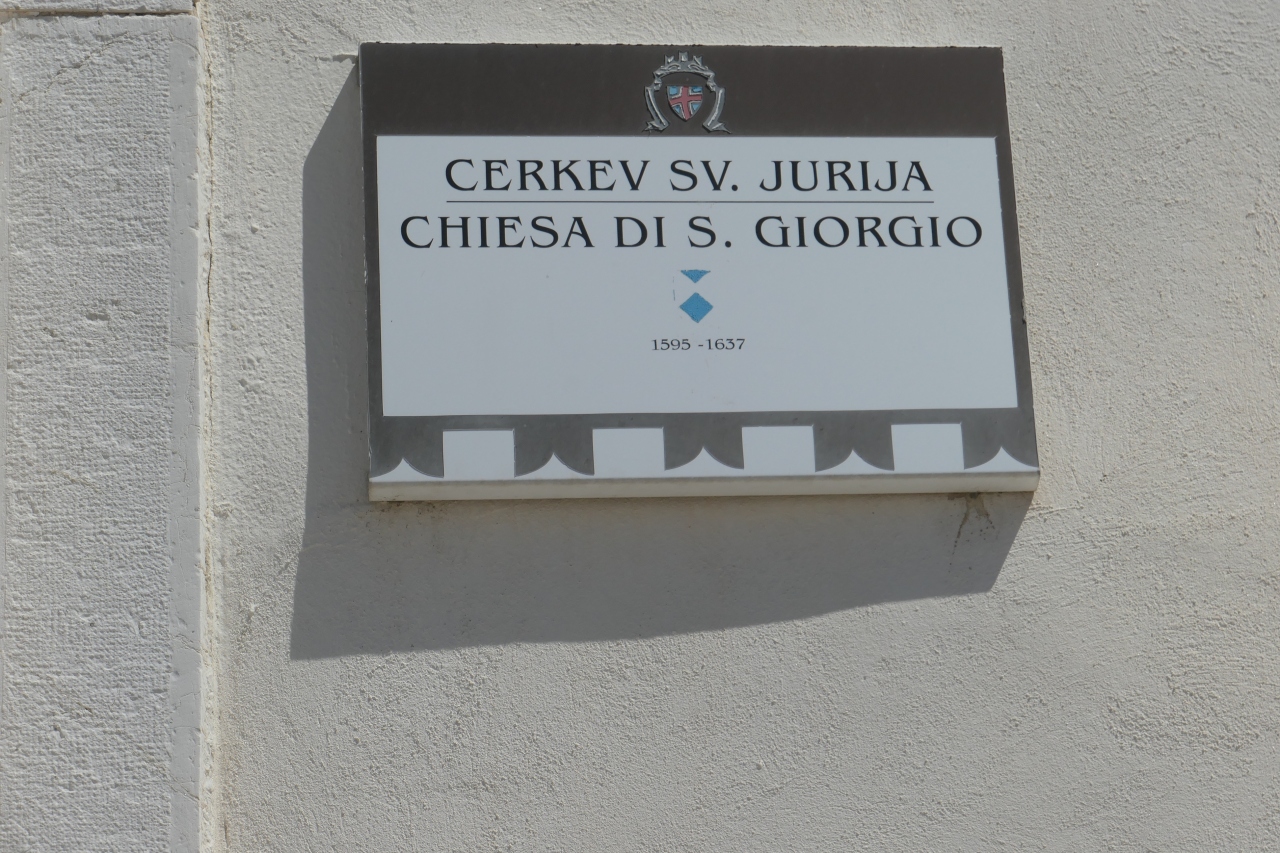 CERKEV SV. JURIJA
CHIESA DI S. GIORGIO
1595 -1637